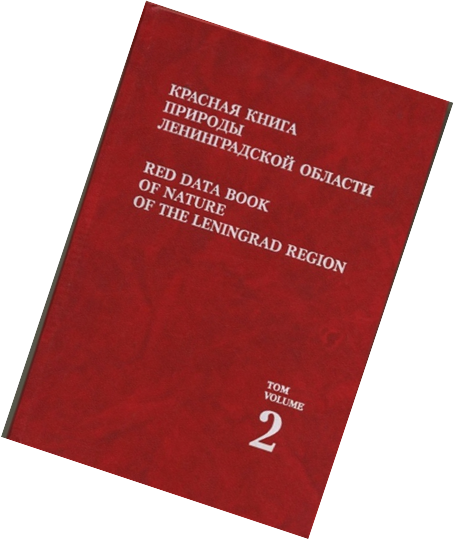 КРАСНАЯ КНИГА
ПРИРОДЫ
ЛЕНИНГРАДСКОЙ ОБЛАСТИ
RED DATA BOOK
OF NATURE
OF THE LENINGRAD REGION
ТОМ
VOLUME
2